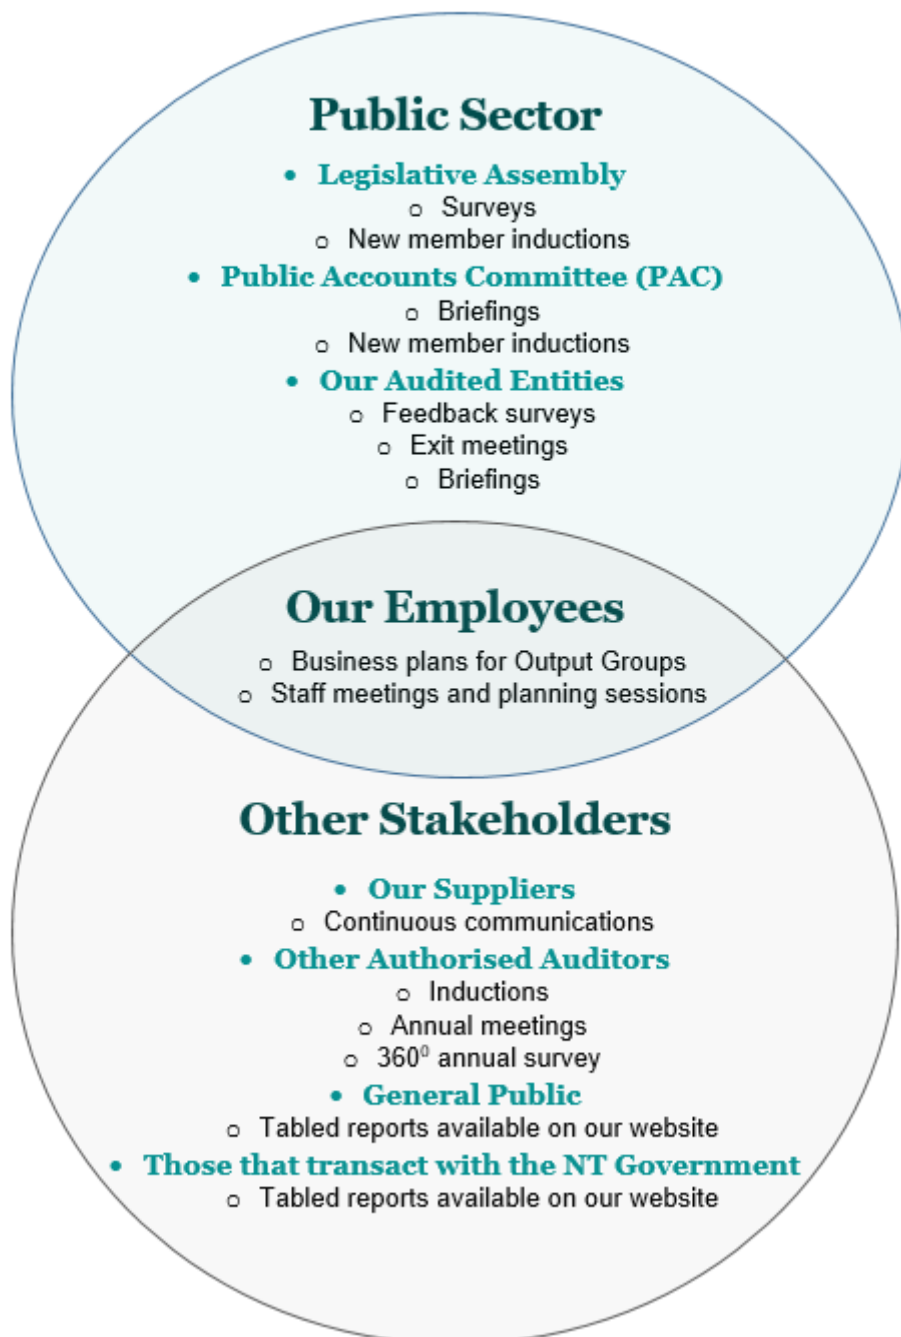 Public Sector
• Legislative Assembly
o Surveys
o New member inductions
• Public Accounts Committee (PAC)
o Briefings
o New member inductions
• Our Audited Entities
o Feedback surveys
o Exit meetings
o Briefings
Our Employees
o Business plans for Output Groups
o Staff meetings and planning sessions
Other Stakeholders
• Our Suppliers
o Continuous communications
• Other Authorised Auditors
o Inductions
o Annual meetings
o 360⁰ annual survey
• General Public
o Tabled reports available on our website
• Those that transact with the NT Government
o Tabled reports available on our website